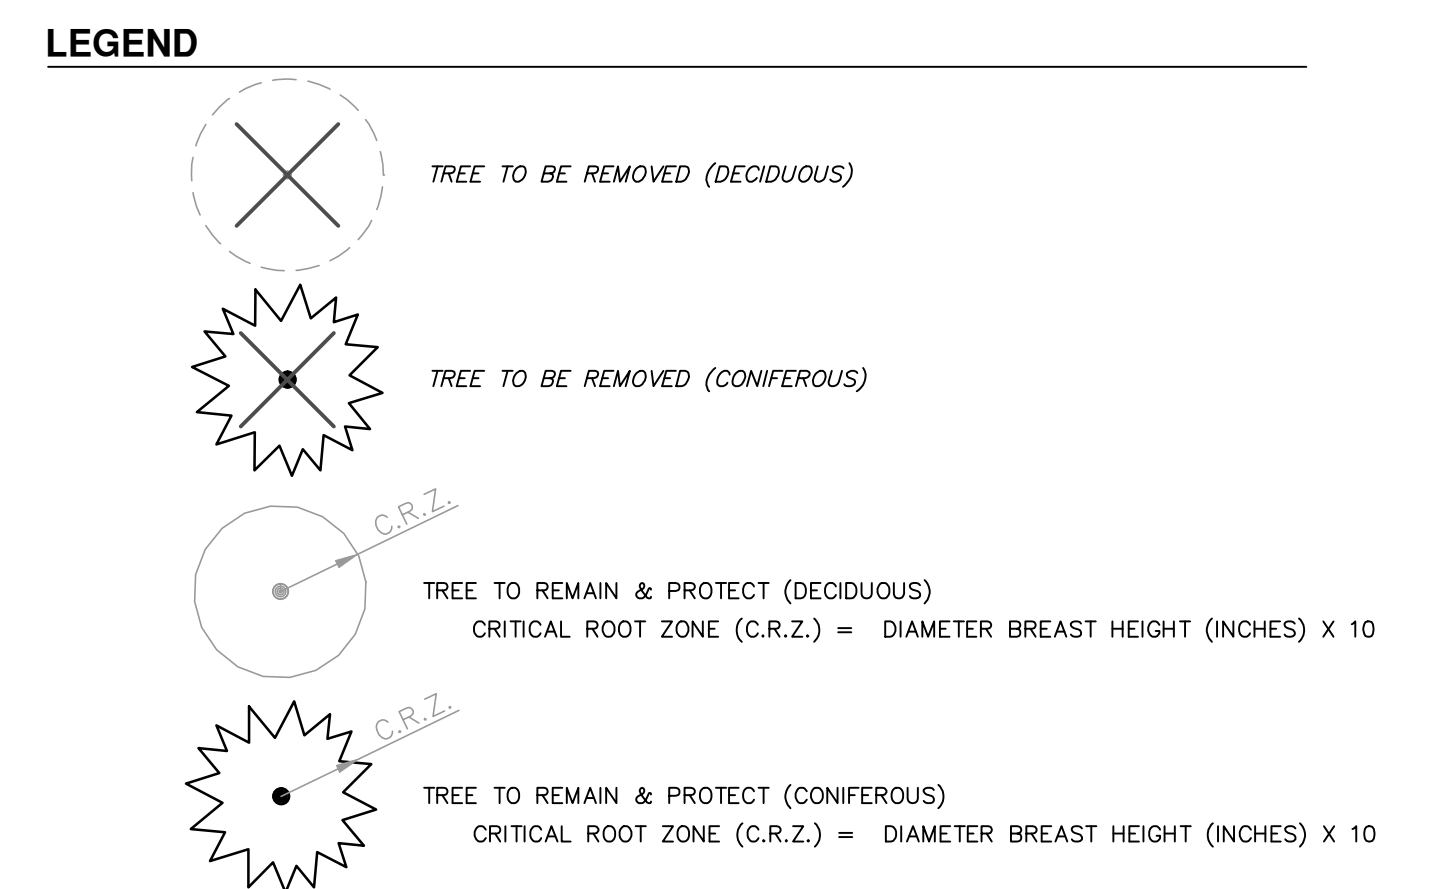 LEGEND
TREE TO BE REMOVED (DECIDUOUS)
TREE TO BE REMOVED (CONIFEROUS)
C.R.Z.
TREE TO REMAIN & PROTECT (DECIDUOUS)
CRITICAL ROOT ZONE (C.R.Z.) = DIAMETER BREAST HEIGHT (INCHES) X 10
C.R.Z.
TREE TO REMAIN & PROTECT (CONIFEROUS)
CRITICAL ROOT ZONE (C.R.Z.) = DIAMETER BREAST HEIGHT (INCHES) X 10